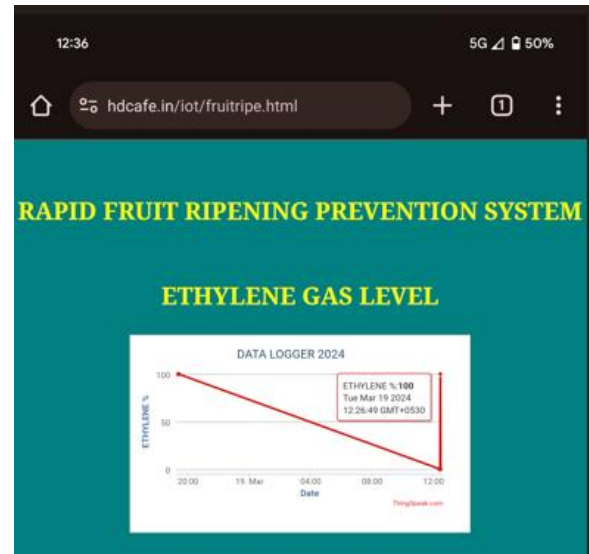 12:36
5G 50%
hdcafe.in/iot/fruitripe.html
1
RAPID FRUIT RIPENING PREVENTION SYSTEM
ETHYLENE GAS LEVEL
DATA LOGGER 2024
100
ETHYLENE %:100
Tue Mar 19 2024
12:26:49 GMT+0530
ETHYLENE %
50
0
20:00 19. Mar 04:00 08:00 12:00
Date
ThingSpeak.com